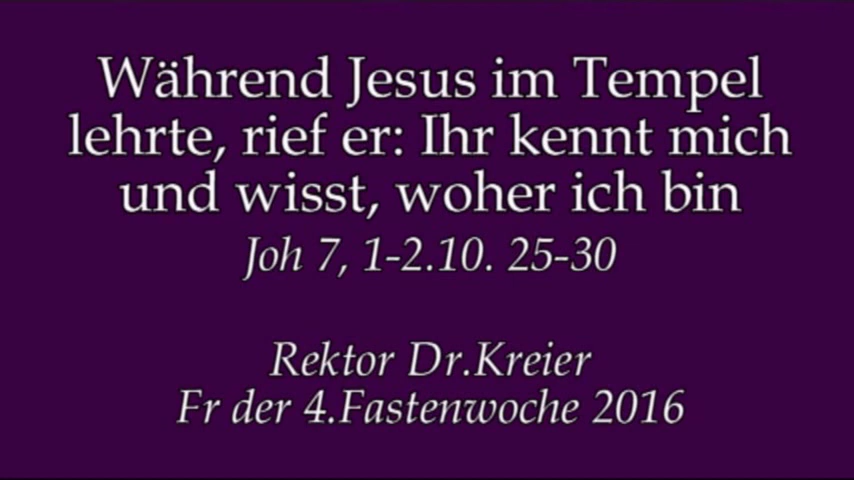 Während Jesus im Tempel
lehrte, rief er: Ihr kennt mich
und wisst, woher ich bin
Joh 7, 1-2.10. 25-30
Rektor Dr.Kreier
Fr der 4.Fastenwoche 2016